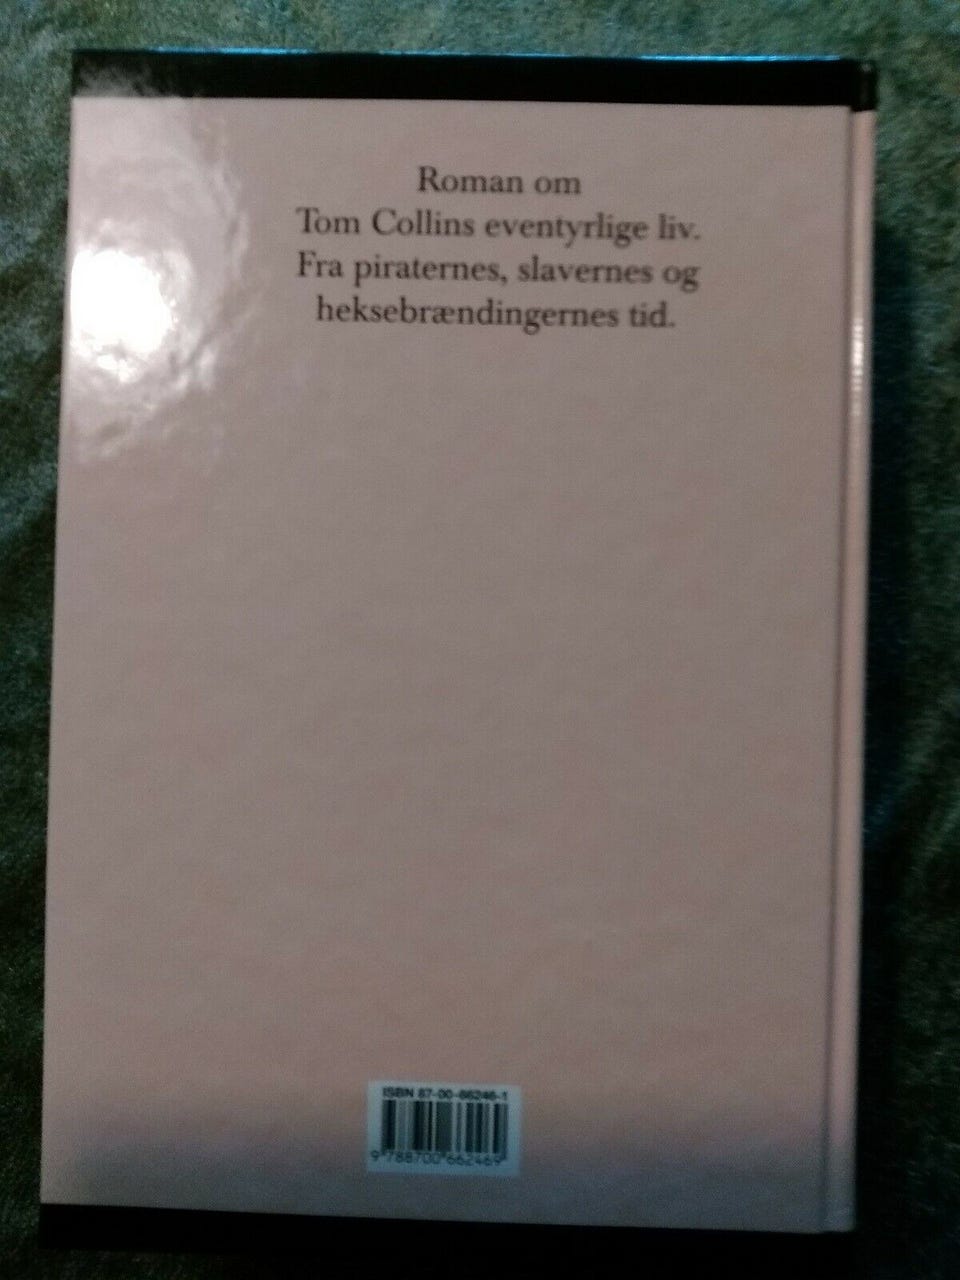 Roman om
Tom Collins eventyrlige liv.
Fra piraternes, slavernes og
heksebrændingernes tid.
ISBN 87-00-66246-1
9 788700 662469